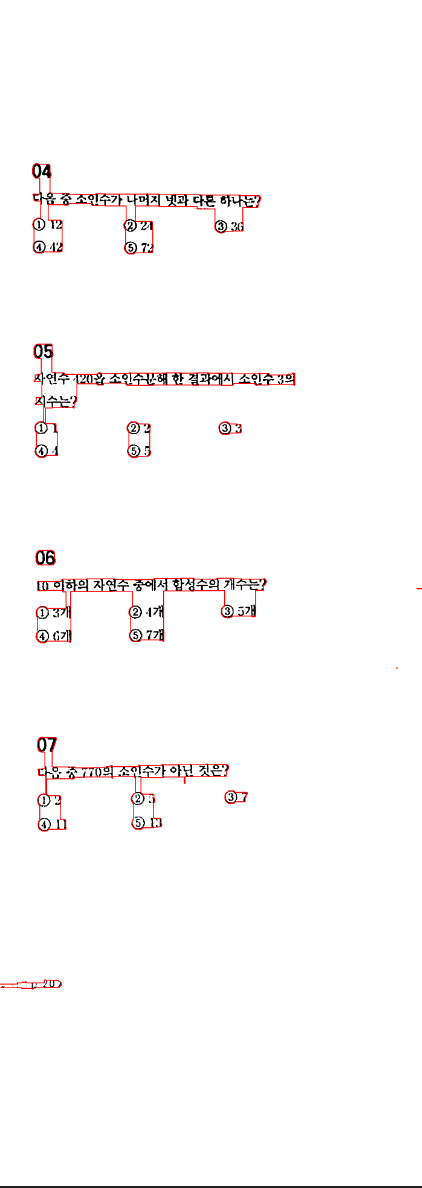 04
다음 중 소인수가 나머지 넷과 다른 하나는?
① 12 ② 24 ③ 36
④ 42 ⑤ 72
05
자연수 420을 소인수분해 한 결과에서 소인수 3의
지수는?
① 1 ② 2 ③ 3
④ 4 ⑤ 5
06
10 이하의 자연수 중에서 합성수의 개수는?
① 3개 ② 4개 ③ 5개
④ 6개 ⑤ 7개
07
다음 중 770의 소인수가 아닌 것은?
① 2 ② 5 ③ 7
④ 11 ⑤ 13